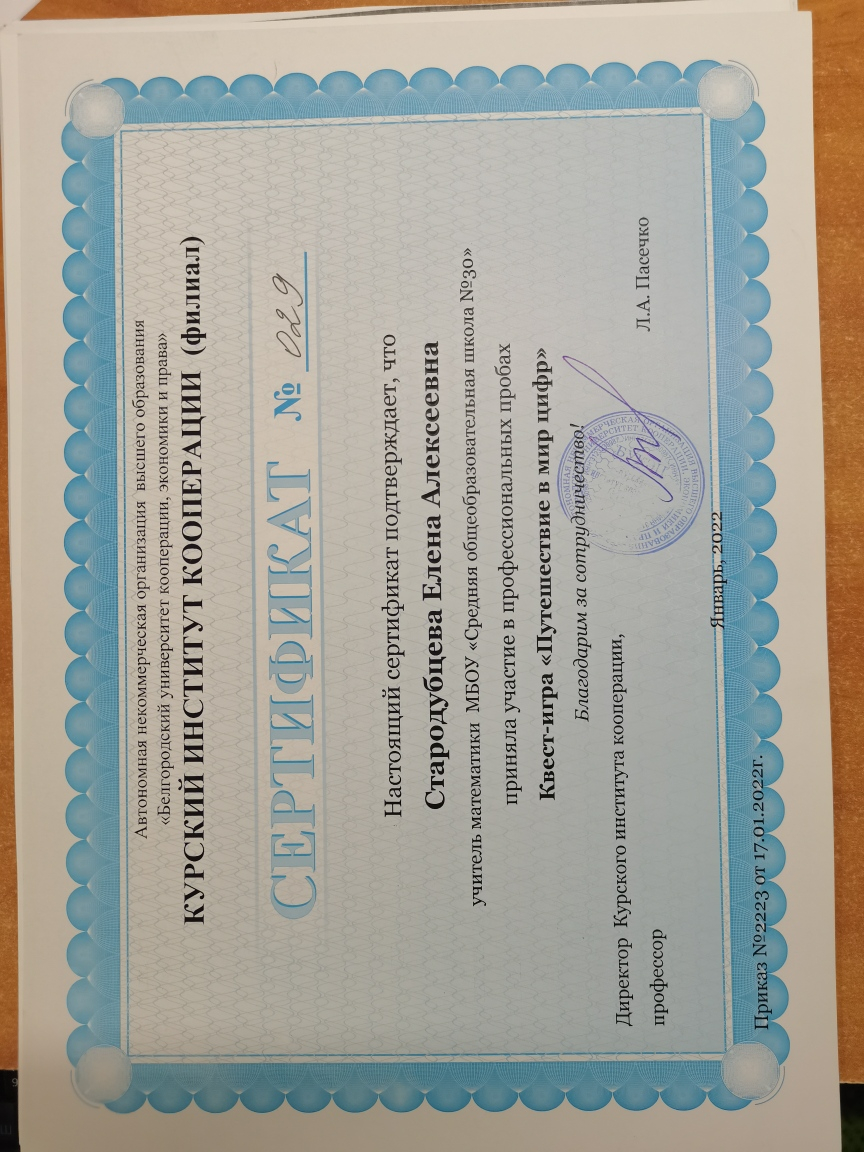 Автономная некоммерческая организация высшего образования
«Белгородский университет кооперации, экономики и права»
КУРСКИЙ ИНСТИТУТ КООПЕРАЦИИ (филиал)
СЕРТИФИКАТ № 029
Настоящий сертификат подтверждает, что
Стародубцева Елена Алексеевна
учитель математики МБОУ «Средняя общеобразовательная школа №30»
приняла участие в профессиональных пробах
Квест-игра «Путешествие в мир цифр»
Благодарим за сотрудничество!
Директор Курского института кооперации,
профессор
Л.А. Пасечко
Январь, 2022
Приказ №2223 от 17.01.2022г.